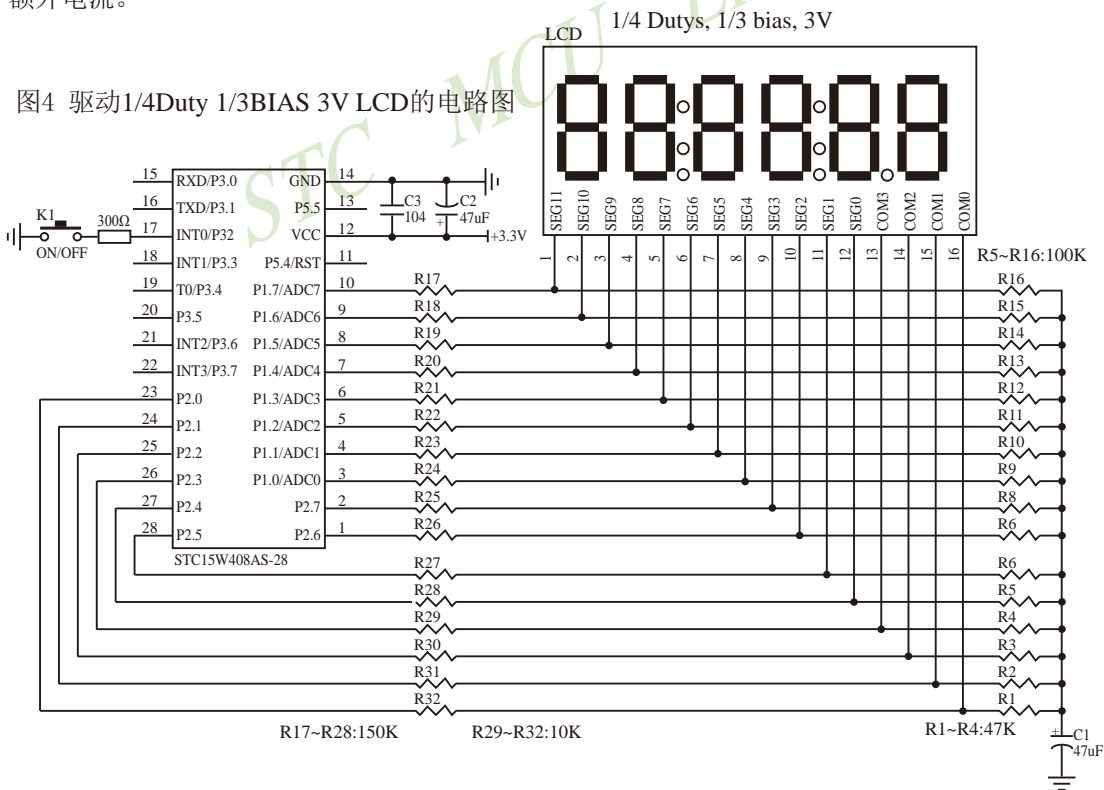 额外电流。
1/4 Dutys, 1/3 bias, 3V
LCD
图4 驱动1/4Duty 1/3BIAS 3V LCD的电路图
STC MCU
15 RXD/P3.0 GND 14
16 TXD/P3.1 P5.5 13
17 INT0/P32 VCC 12
18 INT1/P3.3 P5.4/RST 11
19 T0/P3.4 P1.7/ADC7 10
20 P3.5 P1.6/ADC6 9
21 INT2/P3.6 P1.5/ADC5 8
22 INT3/P3.7 P1.4/ADC4 7
23 P2.0 P1.3/ADC3 6
24 P2.1 P1.2/ADC2 5
25 P2.2 P1.1/ADC1 4
26 P2.3 P1.0/ADC0 3
27 P2.4 P2.7 2
28 P2.5 P2.6 1
STC15W408AS-28
K1
ON/OFF
300Ω
C3
104
C2
47uF
+
+3.3V
SEG11 SEG10 SEG9 SEG8 SEG7 SEG6 SEG5 SEG4 SEG3 SEG2 SEG1 SEG0 COM3 COM2 COM1 COM0
1 2 3 4 5 6 7 8 9 10 11 12 13 14 15 16
R5~R16:100K
R17 R16
R18 R15
R19 R14
R20 R13
R21 R12
R22 R11
R23 R10
R24 R9
R25 R8
R26 R6
R27 R6
R28 R5
R29 R4
R30 R3
R31 R2
R32 R1
R17~R28:150K R29~R32:10K R1~R4:47K
+
C1
47uF